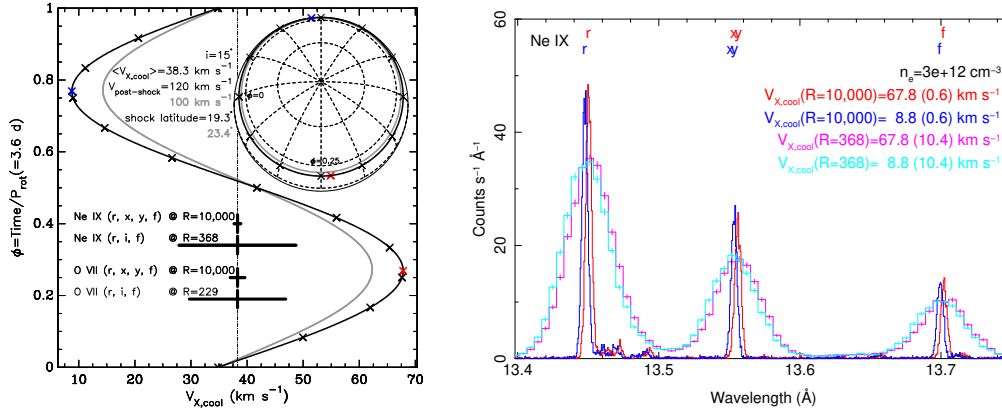 i=15°
<V_X,cool>=38.3 km s⁻¹
V_post−shock=120 km s⁻¹
100 km s⁻¹
shock latitude=19.3°
23.4°
φ=0
φ=0.25
Ne IX (r, x, y, f) @ R=10,000
Ne IX (r, i, f) @ R=368
O VII (r, x, y, f) @ R=10,000
O VII (r, i, f) @ R=229
φ=Time/P_rot(=3.6 d)
1
0.8
0.6
0.4
0.2
0
10 20 30 40 50 60 70
V_X,cool (km s⁻¹)
Ne IX
r xy f
r xy f
n_e=3e+12 cm⁻³
V_X,cool(R=10,000)=67.8 (0.6) km s⁻¹
V_X,cool(R=10,000)= 8.8 (0.6) km s⁻¹
V_X,cool(R=368)=67.8 (10.4) km s⁻¹
V_X,cool(R=368)= 8.8 (10.4) km s⁻¹
Counts s⁻¹ Å⁻¹
60
40
20
0
13.4 13.5 13.6 13.7
Wavelength (Å)